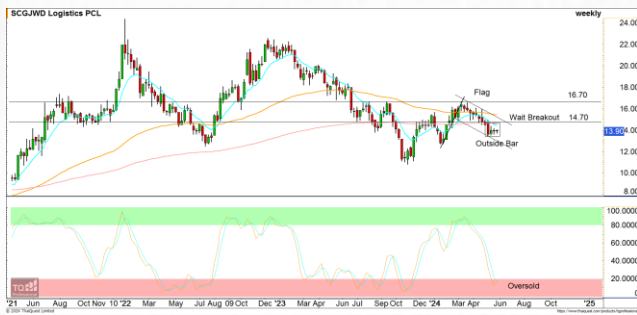 SCGJWD Logistics PCL weekly
24.00
22.00
20.00
18.00
Flag
16.70
16.00
Wait Breakout 14.70
14.00
13.90
Outside Bar
12.00
10.00
8.00
100.0000
80.0000
60.0000
40.0000
20.0000
Oversold
0.0000
'21 Apr Jun Aug Oct Nov 10 '22 Mar May Jul Aug 09 Oct Dec '23 Mar Apr Jun Jul Sep Oct Dec '24 Mar Apr Jun Aug Oct '25
© 2024 TheQuest Limited